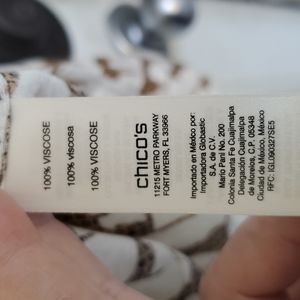 100% VISCOSE
100% viscosa
100% VISCOSE
chico's
11215 METRO PARKWAY
FORT MYERS, FL 33966
Importado en México por:
Importadora Globastic
S.A. de C.V.
Mario Pani No. 200
Colonia Santa Fe Cuajimalpa
Delegación Cuajimalpa
de Morelos, C.P. 05348
Ciudad de México, México
RFC: IGL090327SE5